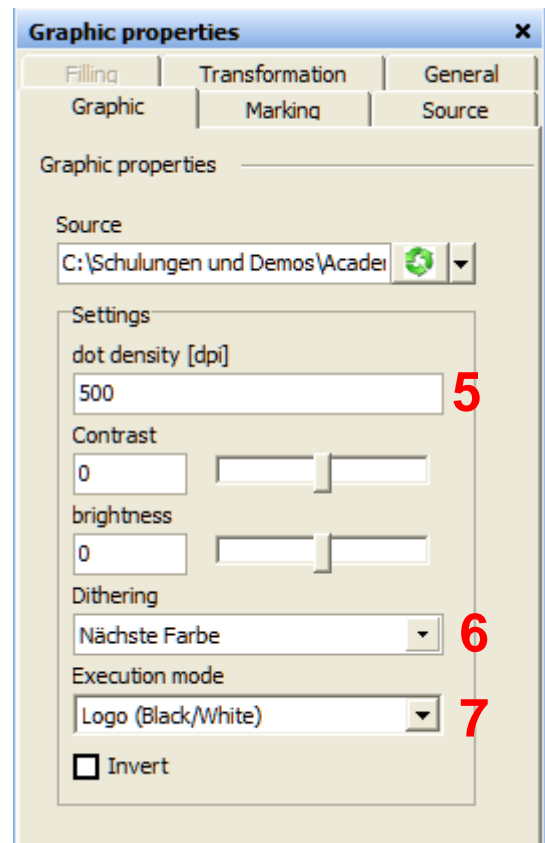 Graphic properties ×
Filling Transformation General
Graphic Marking Source
Graphic properties
Source
C:\Schulungen und Demos\Acade
Settings
dot density [dpi]
500 5
Contrast
0
brightness
0
Dithering
Nächste Farbe 6
Execution mode
Logo (Black/White) 7
Invert